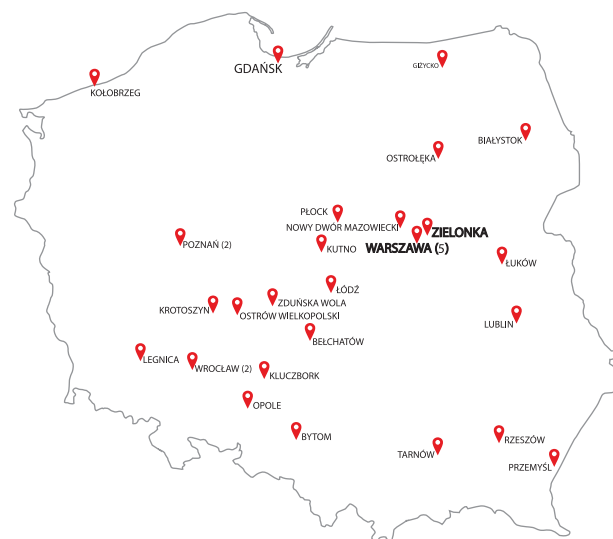 GIŻYCKO
GDAŃSK
KOŁOBRZEG
BIAŁYSTOK
OSTROŁĘKA
PŁOCK
NOWY DWÓR MAZOWIECKI
ZIELONKA
POZNAŃ (2)
KUTNO
WARSZAWA (5)
ŁUKÓW
ŁÓDŹ
ZDUŃSKA WOLA
KROTOSZYN
OSTRÓW WIELKOPOLSKI
LUBLIN
BEŁCHATÓW
LEGNICA
WROCŁAW (2)
KLUCZBORK
OPOLE
BYTOM
RZESZÓW
TARNÓW
PRZEMYŚL